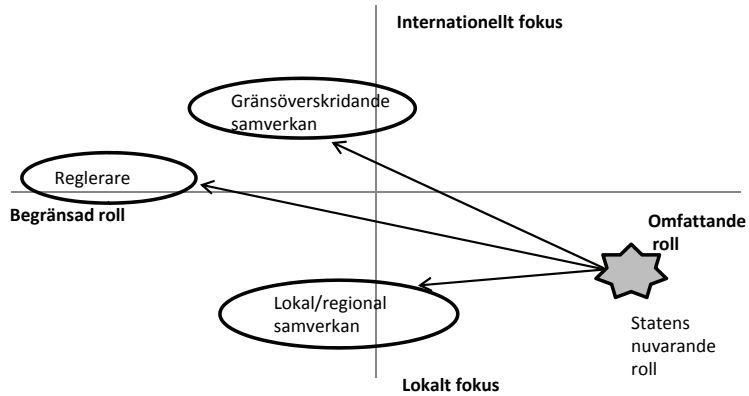 Internationellt fokus
Gränsöverskridande
samverkan
Reglerare
Begränsad roll
Omfattande
roll
Lokal/regional
samverkan
Statens
nuvarande
roll
Lokalt fokus